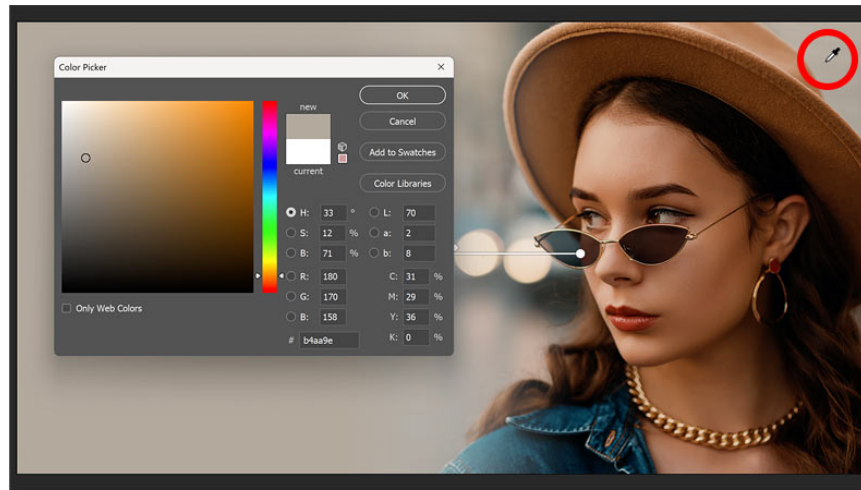 Color Picker
new
current
OK
Cancel
Add to Swatches
Color Libraries
H: 33 ° L: 70
S: 12 % a: 2
B: 71 % b: 8
R: 180 C: 31 %
G: 170 M: 29 %
B: 158 Y: 36 %
# b4aa9e K: 0 %
Only Web Colors